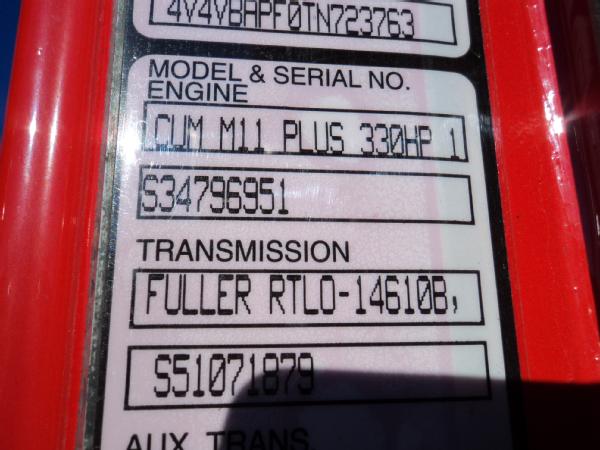 4V4VBAPF0TN723763
MODEL & SERIAL NO.
ENGINE
CUM M11 PLUS 330HP 1
S34796951
TRANSMISSION
FULLER RTLO-14610B,
S51071879
AUX. TRANS.